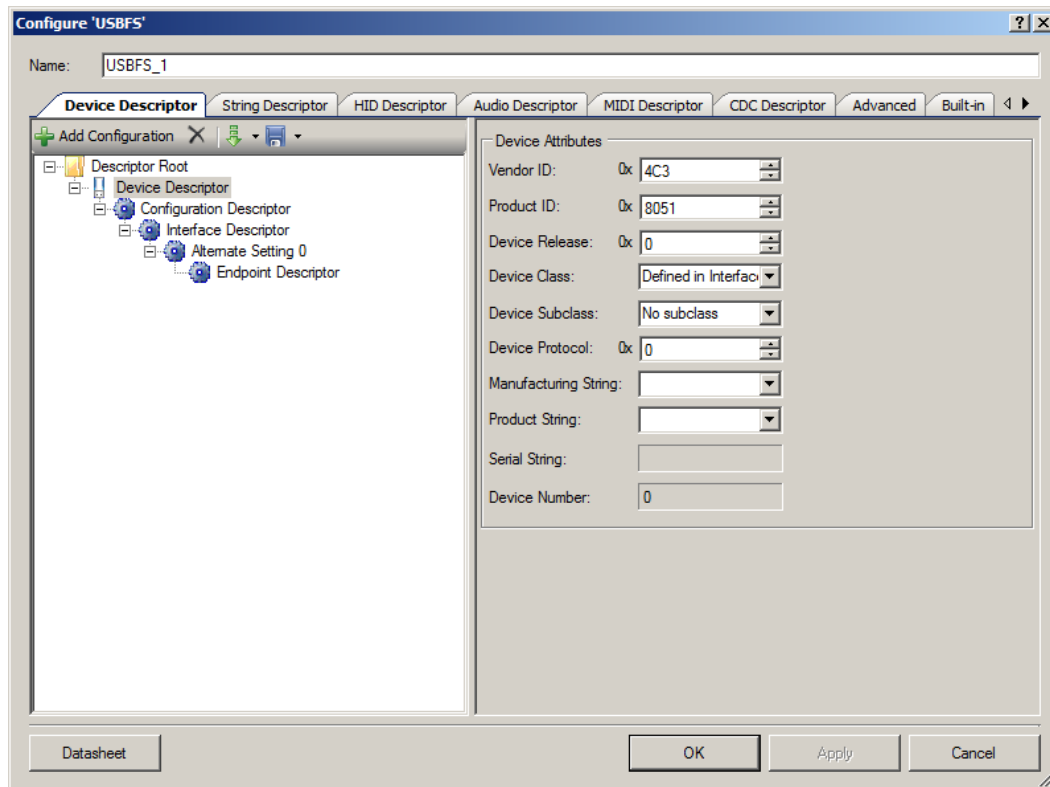 Configure 'USBFS'
Name: USBFS_1
Device Descriptor String Descriptor HID Descriptor Audio Descriptor MIDI Descriptor CDC Descriptor Advanced Built-in
Add Configuration
Descriptor Root
Device Descriptor
Configuration Descriptor
Interface Descriptor
Alternate Setting 0
Endpoint Descriptor
Device Attributes
Vendor ID: 0x 4C3
Product ID: 0x 8051
Device Release: 0x 0
Device Class: Defined in Interfac
Device Subclass: No subclass
Device Protocol: 0x 0
Manufacturing String:
Product String:
Serial String:
Device Number: 0
Datasheet OK Apply Cancel